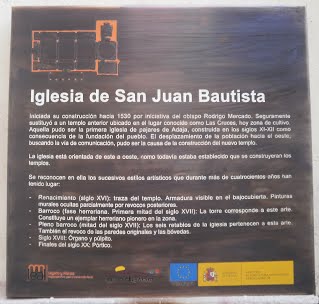 Iglesia de San Juan Bautista
Iniciada su construcción hacia 1530 por iniciativa del obispo Rodrigo Mercado. Seguramente
sustituyó a un templo anterior ubicado en el lugar conocido como Las Cruces, hoy zona de cultivo.
Aquella pudo ser la primera iglesia de pajares de Adaja, construida en los siglos XI-XII como
consecuencia de la fundación del pueblo. El desplazamiento de la población hacia el oeste;
buscando la vía de comunicación, pudo ser la causa de la construcción del nuevo templo.
La iglesia está orientada de este a oeste, como todavía estaba establecido que se construyeran los
templos.
Se reconocen en ella los sucesivos estilos artísticos que durante más de cuatrocientos años han
tenido lugar:
- Renacimiento (siglo XVI): traza del templo. Armadura visible en el bajocubierta. Pinturas
murales ocultas parcialmente por revocos posteriores.
- Barroco (fase herreriana. Primera mitad del siglo XVII): La torre corresponde a este arte.
Constituye un ejemplar herreriano pionero en la zona.
- Pleno barroco (mitad del siglo XVII): Los seis retablos de la iglesia pertenecen a este arte.
También el revoco de las paredes originales y las bóvedas.
- Siglo XVIII: Órgano y púlpito.
- Finales del siglo XX: Pórtico.